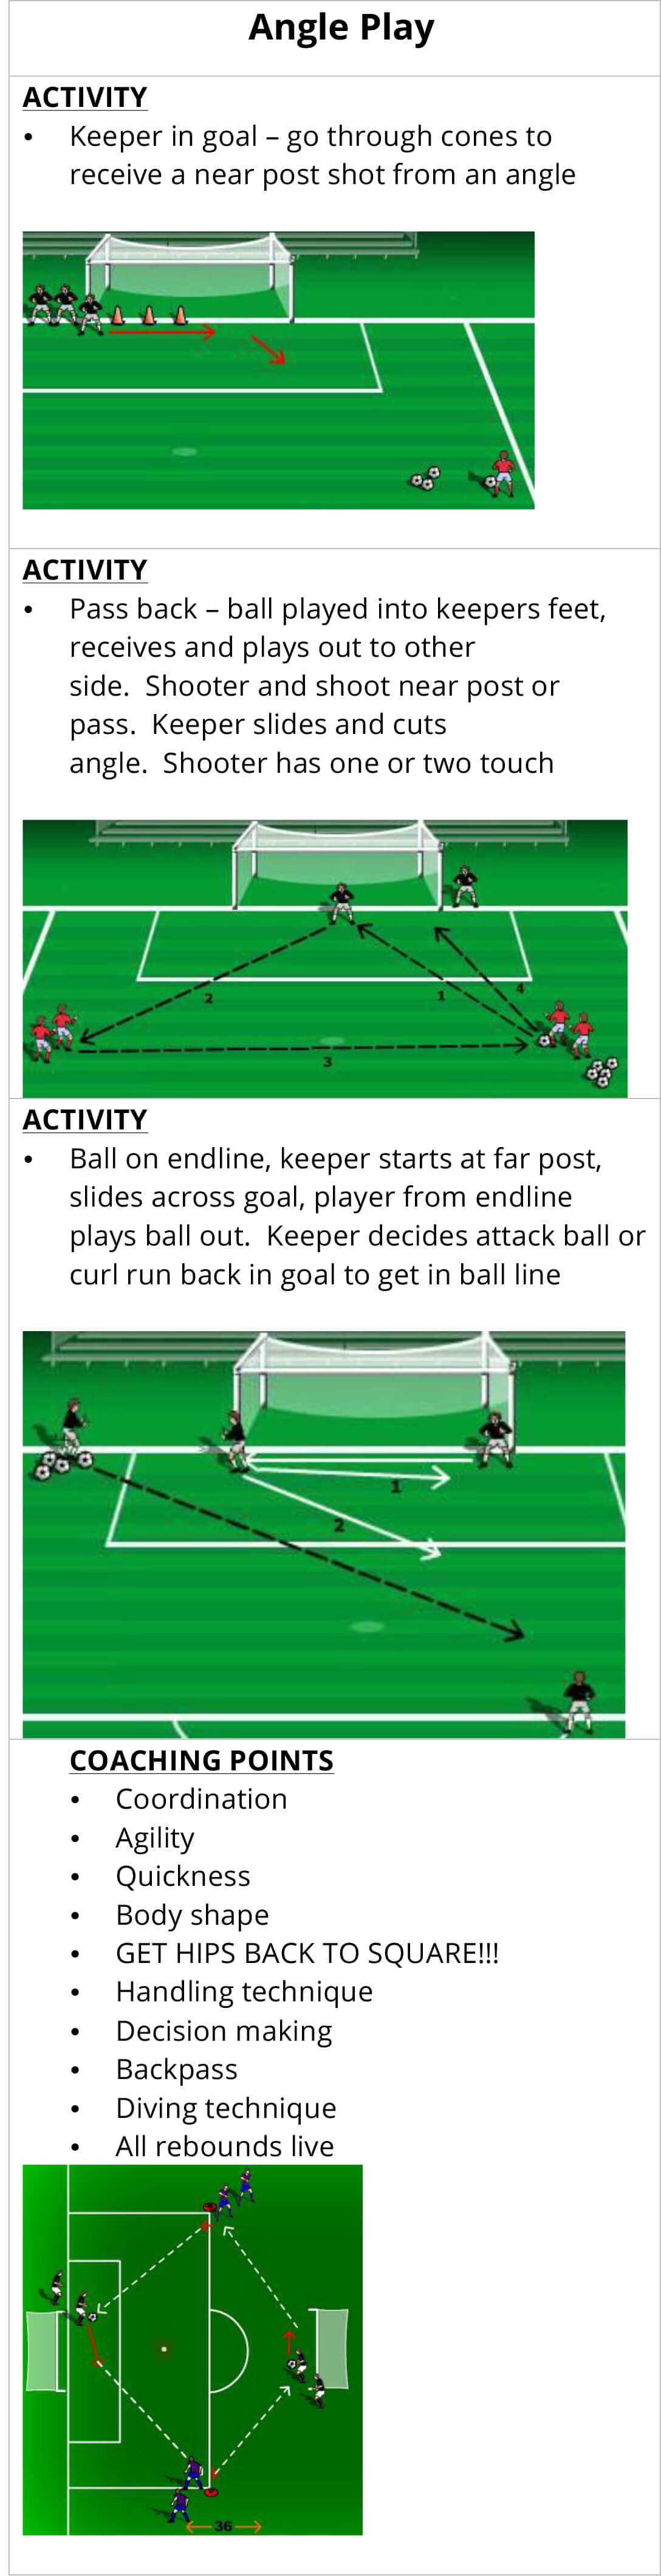 Angle Play
ACTIVITY
• Keeper in goal – go through cones to
receive a near post shot from an angle
ACTIVITY
• Pass back – ball played into keepers feet,
receives and plays out to other
side.  Shooter and shoot near post or
pass.  Keeper slides and cuts
angle.  Shooter has one or two touch
2
1
4
3
ACTIVITY
• Ball on endline, keeper starts at far post,
slides across goal, player from endline
plays ball out.  Keeper decides attack ball or
curl run back in goal to get in ball line
1
2
COACHING POINTS
• Coordination
• Agility
• Quickness
• Body shape
• GET HIPS BACK TO SQUARE!!!
• Handling technique
• Decision making
• Backpass
• Diving technique
• All rebounds live
36